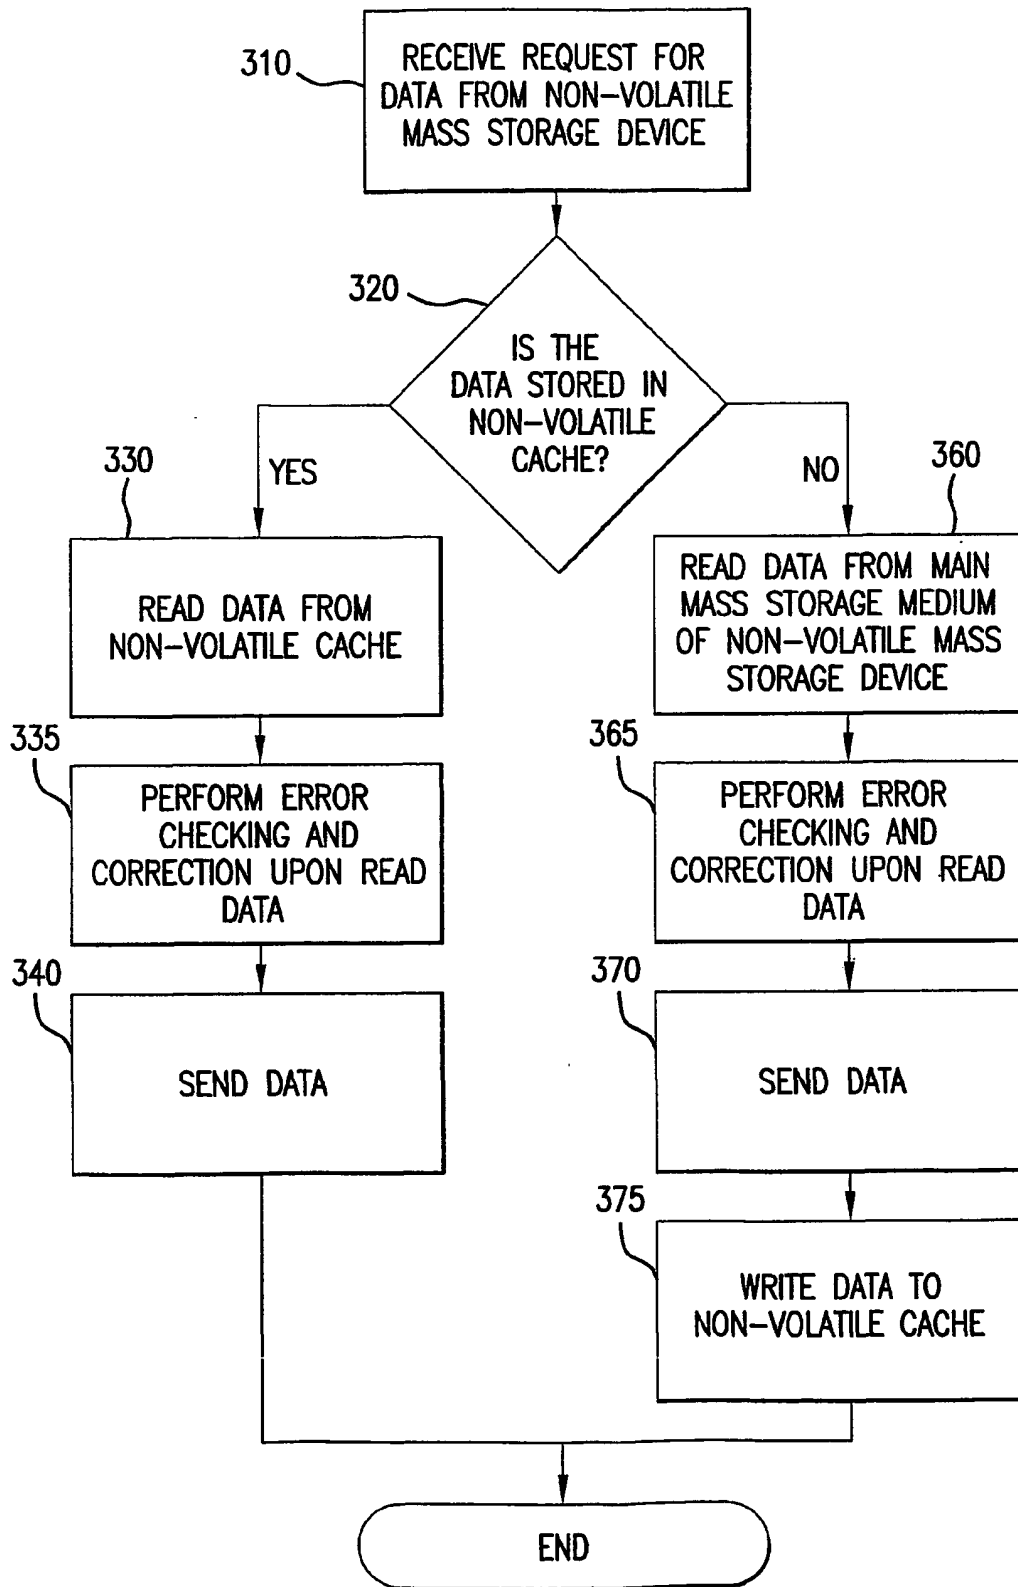 310
RECEIVE REQUEST FOR
DATA FROM NON-VOLATILE
MASS STORAGE DEVICE
320
IS THE
DATA STORED IN
NON-VOLATILE
CACHE?
YES
NO
330
READ DATA FROM
NON-VOLATILE CACHE
360
READ DATA FROM MAIN
MASS STORAGE MEDIUM
OF NON-VOLATILE MASS
STORAGE DEVICE
335
PERFORM ERROR
CHECKING AND
CORRECTION UPON READ
DATA
365
PERFORM ERROR
CHECKING AND
CORRECTION UPON READ
DATA
340
SEND DATA
370
SEND DATA
375
WRITE DATA TO
NON-VOLATILE CACHE
END